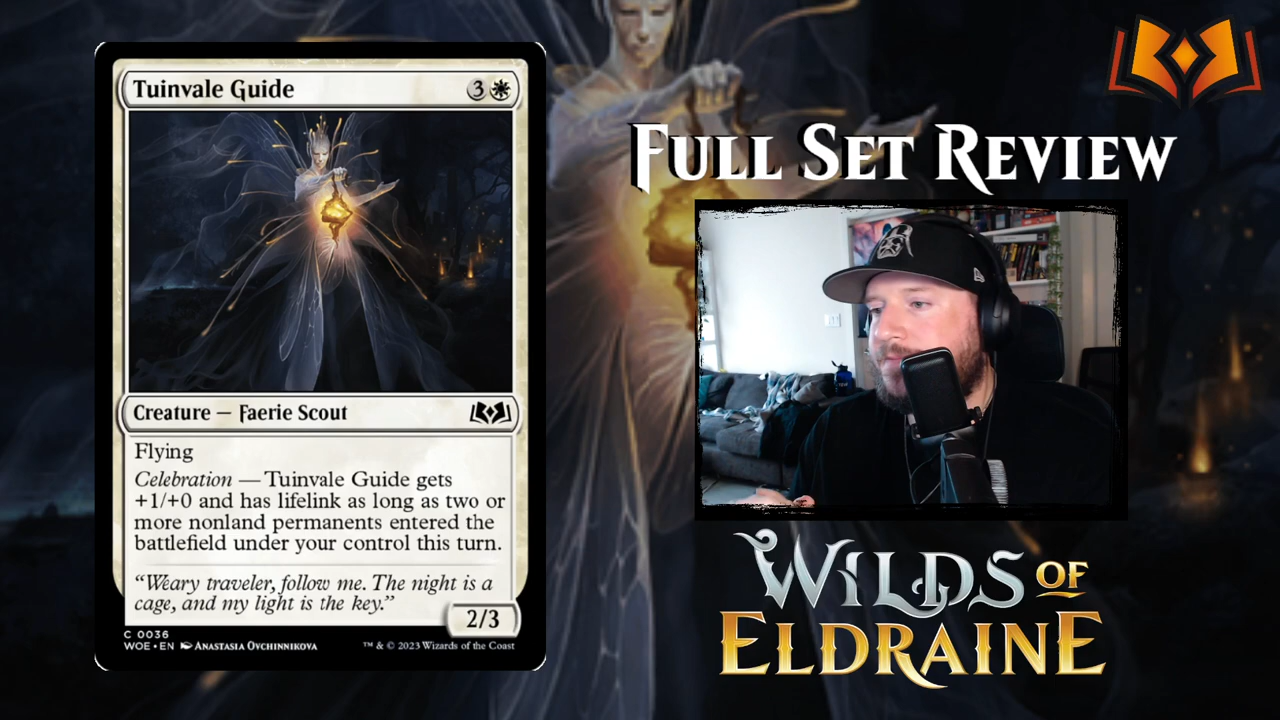 Tuinvale Guide
3
Creature — Faerie Scout
Flying
Celebration — Tuinvale Guide gets
+1/+0 and has lifelink as long as two or
more nonland permanents entered the
battlefield under your control this turn.
“Weary traveler, follow me. The night is a
cage, and my light is the key.”
2/3
C 0036
WOE • EN ANASTASIA OVCHINNIKOVA
™ & © 2023 Wizards of the Coast
FULL SET REVIEW
WILDS OF
ELDRAINE